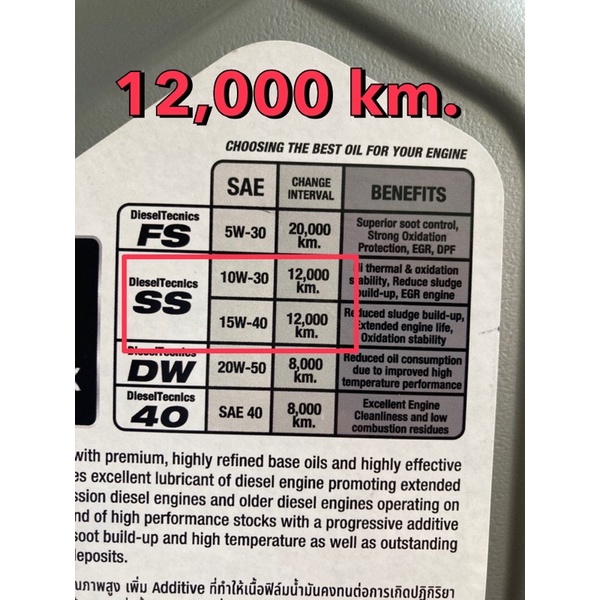 12,000 km.
CHOOSING THE BEST OIL FOR YOUR ENGINE
SAE
CHANGE
INTERVAL
BENEFITS
DieselTecnics
FS
5W-30
20,000
km.
Superior soot control,
Strong Oxidation
Protection, EGR, DPF
DieselTecnics
SS
10W-30
12,000
km.
thermal & oxidation
stability, Reduce sludge
build-up, EGR engine
15W-40
12,000
km.
Reduced sludge build-up,
Extended engine life,
Oxidation stability
DieselTecnics
DW
20W-50
8,000
km.
Reduced oil consumption
due to improved high
temperature performance
DieselTecnics
40
SAE 40
8,000
km.
Excellent Engine
Cleanliness and low
combustion residues
with premium, highly refined base oils and highly effective
excellent lubricant of diesel engine promoting extended
diesel engines and older diesel engines operating on
of high performance stocks with a progressive additive
soot build-up and high temperature as well as outstanding
deposits.
คุณภาพสูง เพิ่ม Additive ที่ทำให้เนื้อฟิล์มน้ำมันคงทนต่อการเกิดปฏิกิริยา